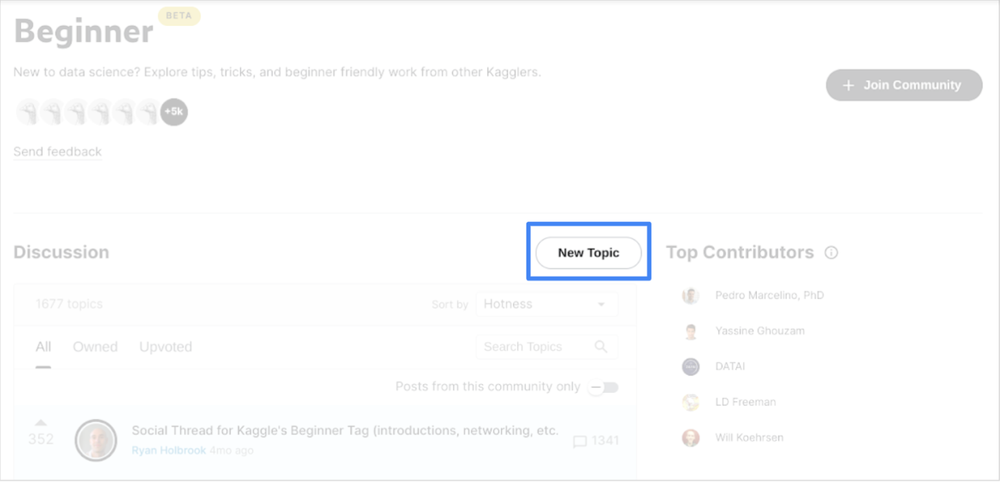 Beginner
BETA
New to data science? Explore tips, tricks, and beginner friendly work from other Kagglers.
+ Join Community
+5k
Send feedback
Discussion
New Topic
1677 topics
Sort by Hotness
All Owned Upvoted
Search Topics
Posts from this community only
352
Social Thread for Kaggle's Beginner Tag (introductions, networking, etc.
Ryan Holbrook 4mo ago
1341
Top Contributors
Pedro Marcelino, PhD
Yassine Ghouzam
DATAI
LD Freeman
Will Koehrsen